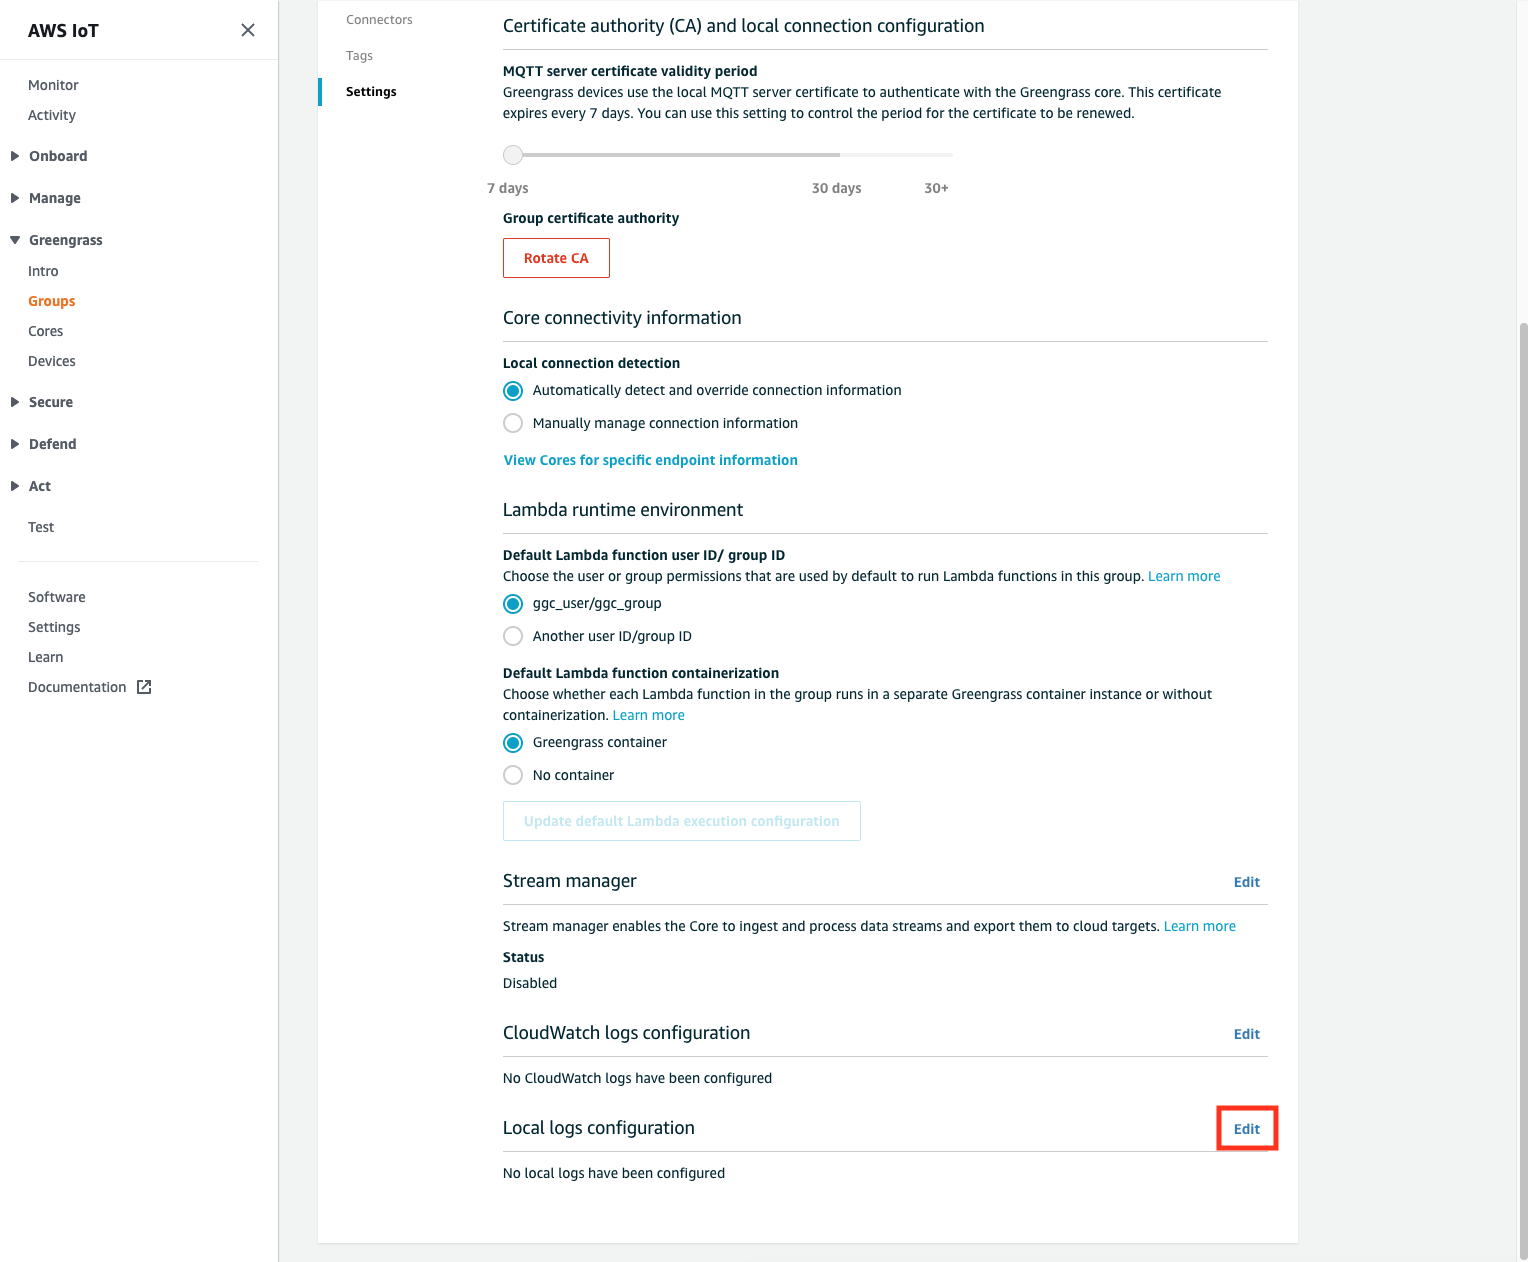 AWS IoT
Monitor
Activity
Onboard
Manage
Greengrass
Intro
Groups
Cores
Devices
Secure
Defend
Act
Test
Software
Settings
Learn
Documentation
Connectors
Tags
Settings
Certificate authority (CA) and local connection configuration
MQTT server certificate validity period
Greengrass devices use the local MQTT server certificate to authenticate with the Greengrass core. This certificate
expires every 7 days. You can use this setting to control the period for the certificate to be renewed.
7 days 30 days 30+
Group certificate authority
Rotate CA
Core connectivity information
Local connection detection
Automatically detect and override connection information
Manually manage connection information
View Cores for specific endpoint information
Lambda runtime environment
Default Lambda function user ID/ group ID
Choose the user or group permissions that are used by default to run Lambda functions in this group. Learn more
ggc_user/ggc_group
Another user ID/group ID
Default Lambda function containerization
Choose whether each Lambda function in the group runs in a separate Greengrass container instance or without
containerization. Learn more
Greengrass container
No container
Update default Lambda execution configuration
Stream manager Edit
Stream manager enables the Core to ingest and process data streams and export them to cloud targets. Learn more
Status
Disabled
CloudWatch logs configuration Edit
No CloudWatch logs have been configured
Local logs configuration Edit
No local logs have been configured